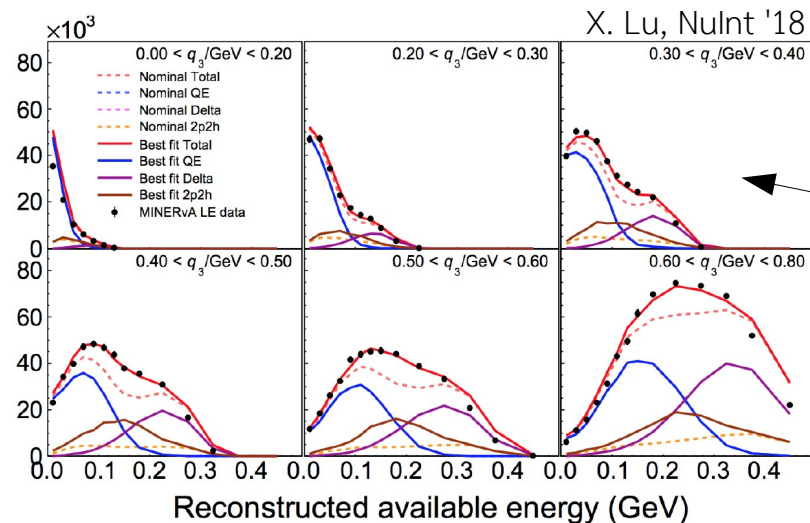 X. Lu, NuInt '18
×10³
0.00 < q₃/GeV < 0.20
0.20 < q₃/GeV < 0.30
0.30 < q₃/GeV < 0.40
80
60
40
20
0
Nominal Total
Nominal QE
Nominal Delta
Nominal 2p2h
Best fit Total
Best fit QE
Best fit Delta
Best fit 2p2h
MINERvA LE data
0.40 < q₃/GeV < 0.50
0.50 < q₃/GeV < 0.60
0.60 < q₃/GeV < 0.80
80
60
40
20
0
0.0 0.1 0.2 0.3 0.4 0.0 0.1 0.2 0.3 0.4 0.0 0.1 0.2 0.3 0.4
Reconstructed available energy (GeV)